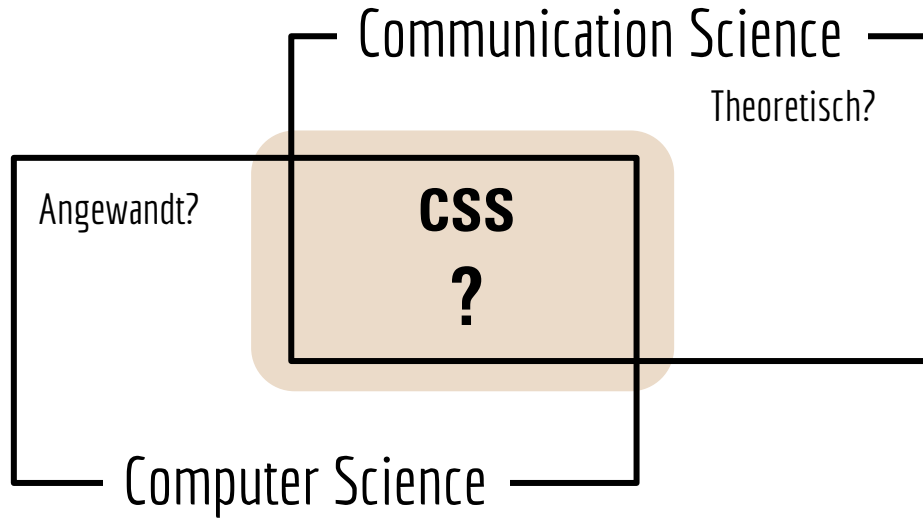 Communication Science
Theoretisch?
Angewandt?
CSS
?
Computer Science